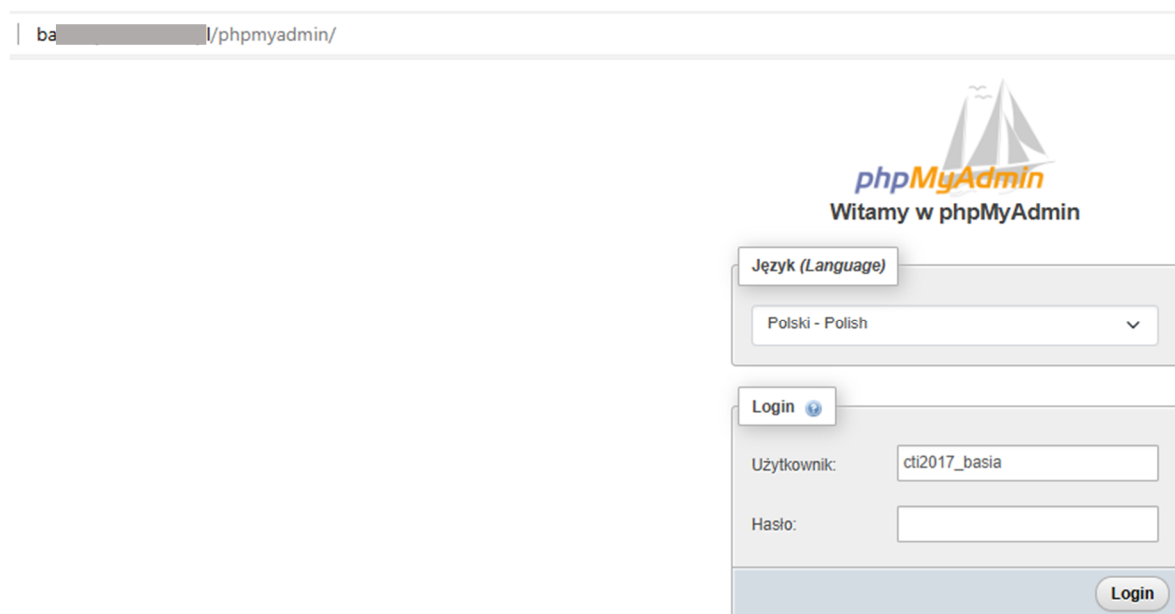 ba l/phpmyadmin/
phpMyAdmin
Witamy w phpMyAdmin
Język (Language)
Polski - Polish
Login
Użytkownik: cti2017_basia
Hasło:
Login